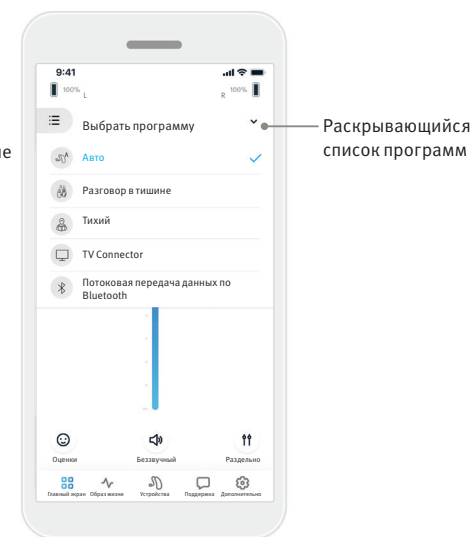 9:41
100% L
R 100%
Выбрать программу
Раскрывающийся
список программ
Авто
Разговор в тишине
Тихий
TV Connector
Потоковая передача данных по
Bluetooth
Оценки
Беззвучный
Раздельно
Главный экран
Образ жизни
Устройства
Поддержка
Дополнительно